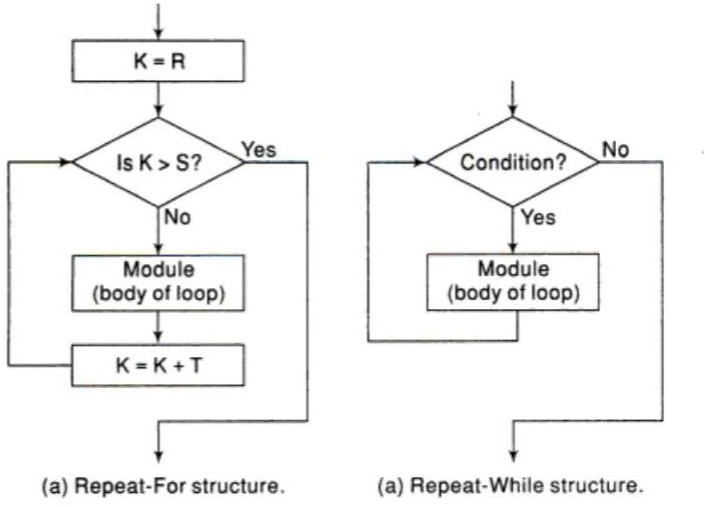 K = R
Is K > S?
Yes
No
Module
(body of loop)
K = K + T
(a) Repeat-For structure.
Condition?
No
Yes
Module
(body of loop)
(a) Repeat-While structure.